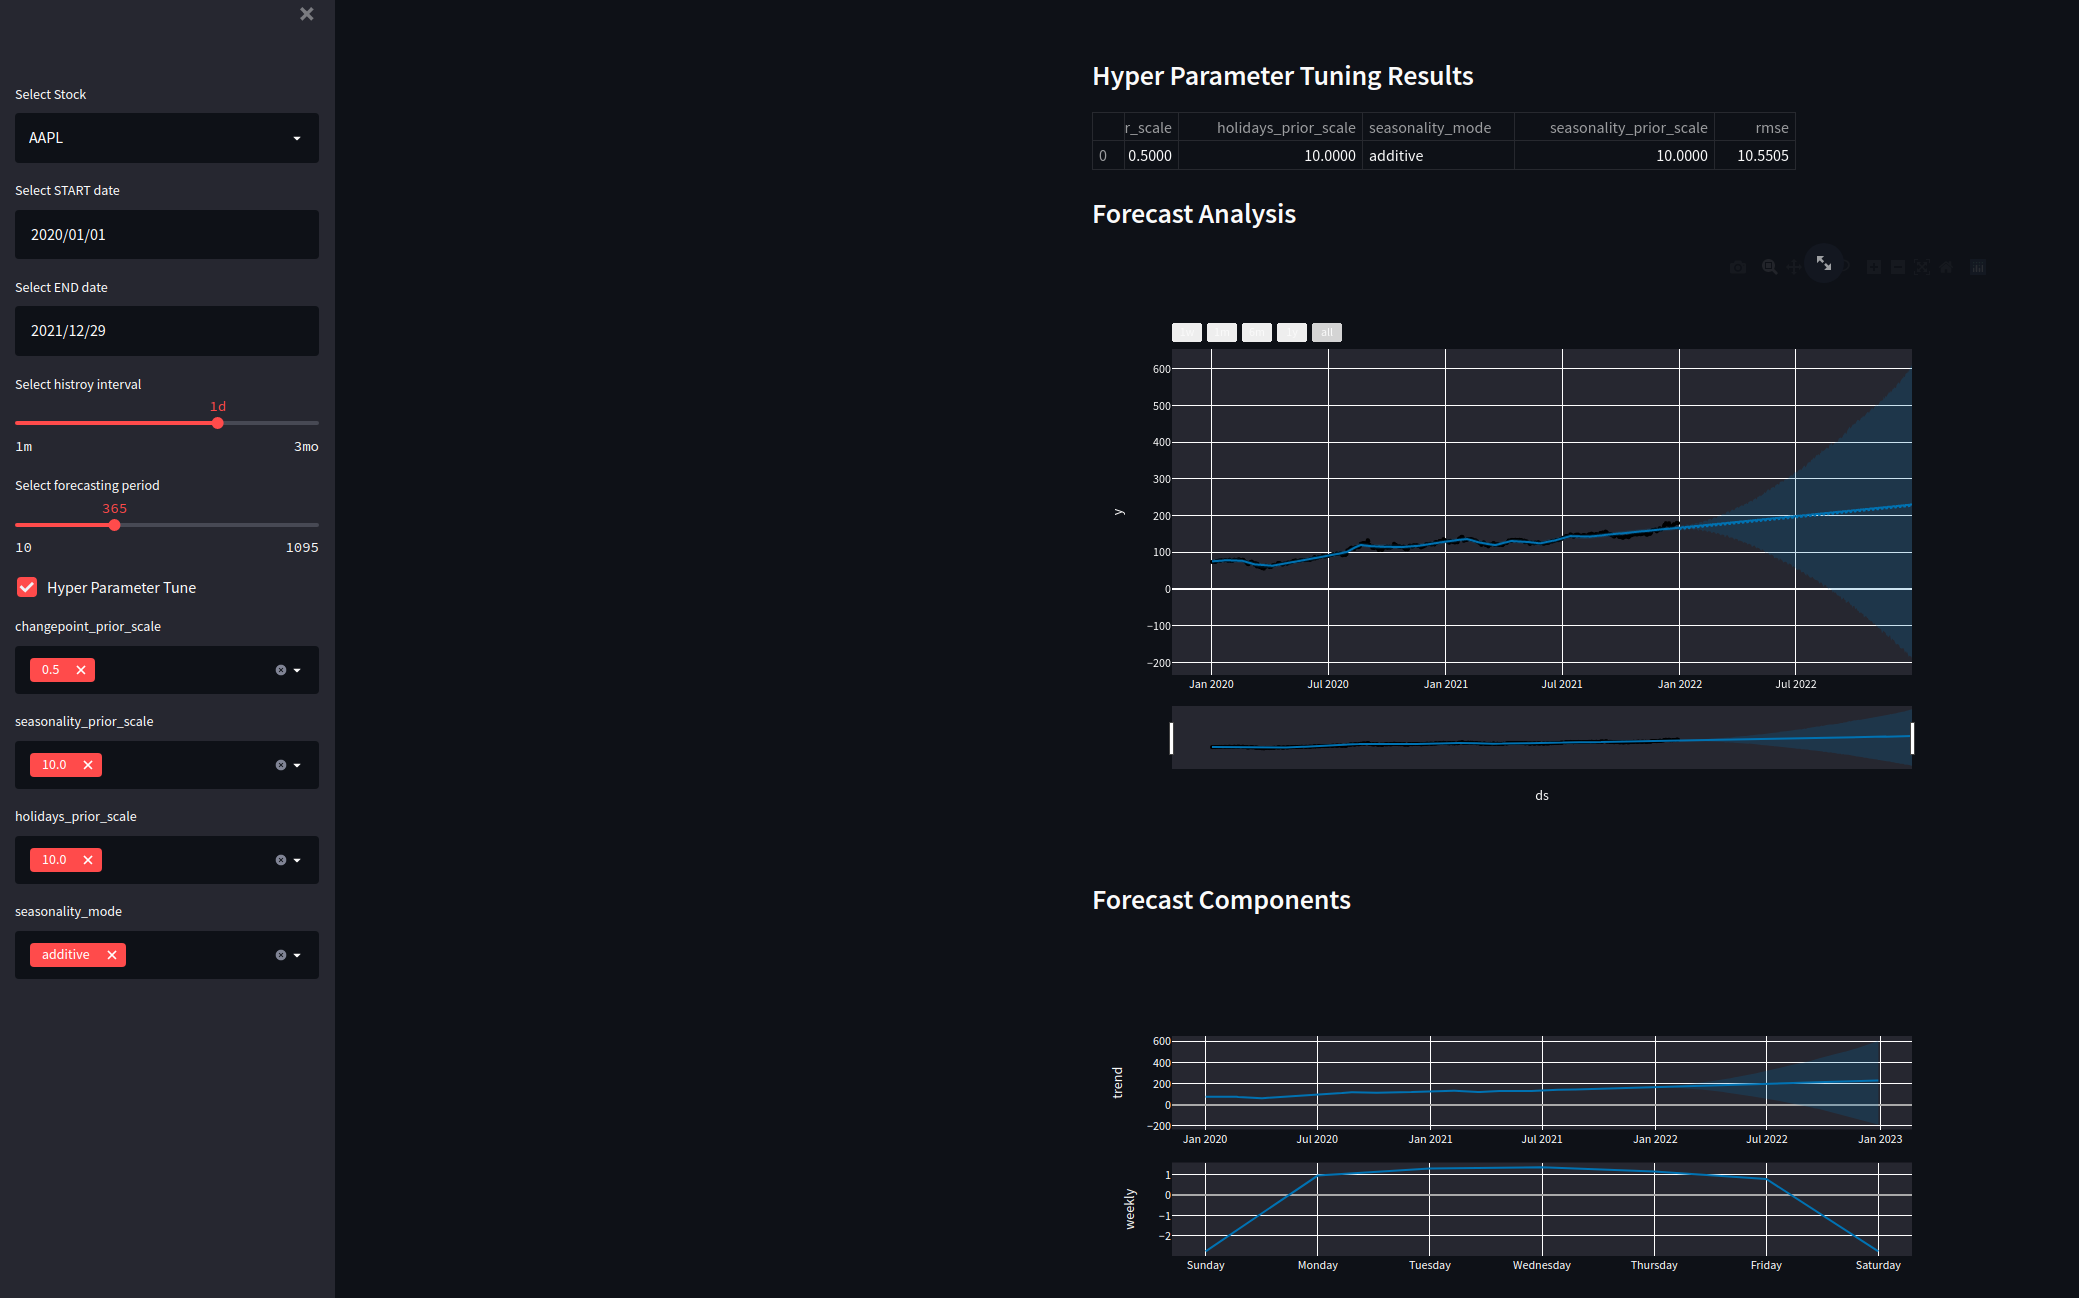 Select Stock
AAPL
Select START date
2020/01/01
Select END date
2021/12/29
Select histroy interval
1d
1m 3mo
Select forecasting period
365
10 1095
Hyper Parameter Tune
changepoint_prior_scale
0.5
seasonality_prior_scale
10.0
holidays_prior_scale
10.0
seasonality_mode
additive
Hyper Parameter Tuning Results
r_scale holidays_prior_scale seasonality_mode seasonality_prior_scale rmse
0 0.5000 10.0000 additive 10.0000 10.5505
Forecast Analysis
all
600
500
400
300
200
100
0
−100
−200
y
Jan 2020 Jul 2020 Jan 2021 Jul 2021 Jan 2022 Jul 2022
ds
Forecast Components
600
400
200
0
−200
trend
Jan 2020 Jul 2020 Jan 2021 Jul 2021 Jan 2022 Jul 2022 Jan 2023
1
0
−1
−2
weekly
Sunday Monday Tuesday Wednesday Thursday Friday Saturday